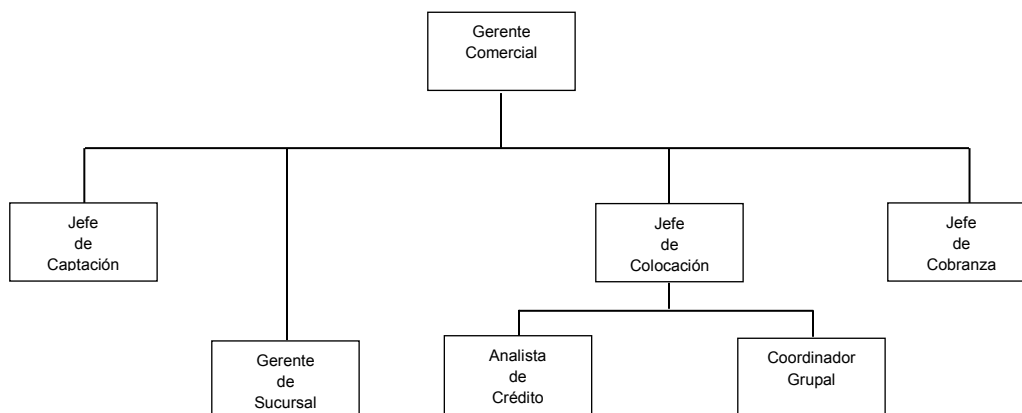 Gerente
Comercial
Jefe
de
Captación
Jefe
de
Colocación
Jefe
de
Cobranza
Gerente
de
Sucursal
Analista
de
Crédito
Coordinador
Grupal